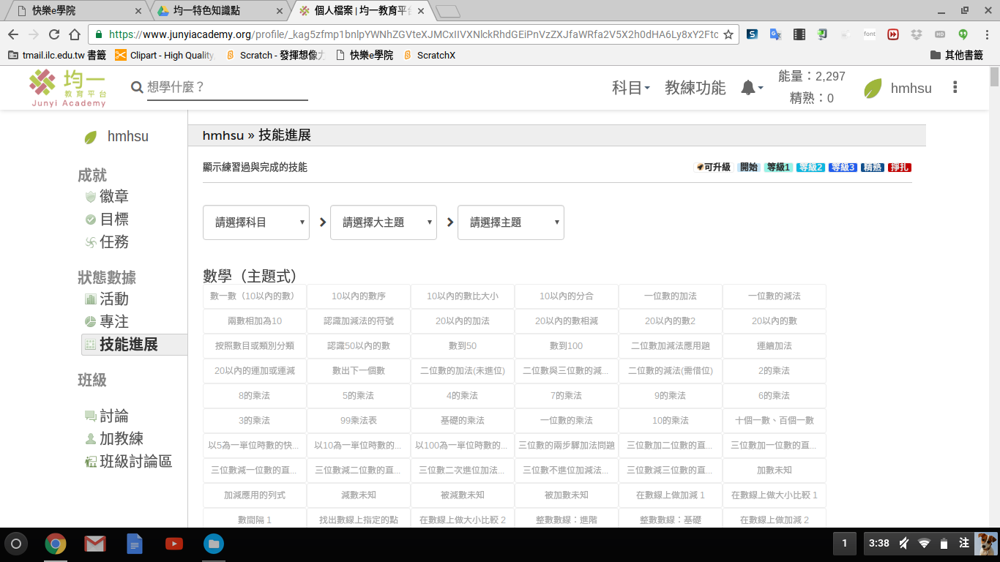 快樂e學院
均一特色知識點
個人檔案 | 均一教育平台
https://www.junyiacademy.org/profile/_kag5zfmp1bnlpYWNhZGVteXJMCxIIVXNlckRhdGEiPnVzZXJfaWRfa2V5X2h0dHA6Ly8xY2Ftc
tmail.ilc.edu.tw 書籤
Clipart - High Quality
Scratch - 發揮想像力
快樂e學院
ScratchX
其他書籤
均一
教育平台
Junyi Academy
想學什麼？
科目
教練功能
能量：2,297
精熟：0
hmhsu
hmhsu
成就
徽章
目標
任務
狀態數據
活動
專注
技能進展
班級
討論
加教練
班級討論區
hmhsu » 技能進展
顯示練習過與完成的技能
可升級 開始 等級1 等級2 等級3 精熟 掙扎
請選擇科目
請選擇大主題
請選擇主題
數學（主題式）
數一數（10以內的數） 10以內的數序 10以內的數比大小 10以內的分合 一位數的加法 一位數的減法
兩數相加為10 認識加減法的符號 20以內的加法 20以內的數相減 20以內的數2 20以內的數
按照數目或類別分類 認識50以內的數 數到50 數到100 二位數加減法應用題 連續加法
20以內的連加或連減 數出下一個數 二位數的加法(未進位) 二位數與三位數的減... 二位數的減法(需借位) 2的乘法
8的乘法 5的乘法 4的乘法 7的乘法 9的乘法 6的乘法
3的乘法 99乘法表 基礎的乘法 一位數的乘法 10的乘法 十個一數、百個一數
以5為一單位時數的快... 以10為一單位時數的... 以100為一單位時數的... 三位數的兩步驟加法問題 三位數加二位數的直... 三位數加一位數的直...
三位數減一位數的直... 三位數減二位數的直... 三位數二次進位加法... 三位數不進位加減法... 三位數減三位數的直... 加數未知
加減應用的列式 減數未知 被減數未知 被加數未知 在數線上做加減 1 在數線上做大小比較 1
數間隔 1 找出數線上指定的點 在數線上做大小比較 2 整數數線：進階 整數數線：基礎 在數線上做加減 2
1
3:38
注